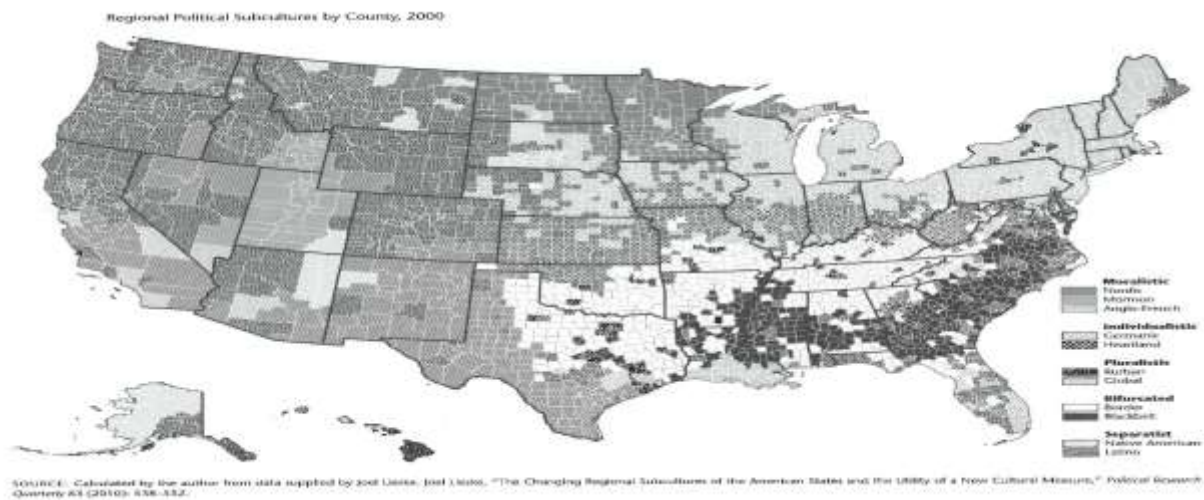 Regional Political Subcultures by County, 2000
Moralistic
Nordic
Mormon
Anglo-French
Individualistic
Germanic
Heartland
Pluralistic
Rurban
Global
Bifurcated
Border
Blackbelt
Separatist
Native American
Latino
SOURCE: Calculated by the author from data supplied by Joel Lieske. Joel Lieske, "The Changing Regional Subcultures of the American States and the Utility of a New Cultural Measure," Political Research
Quarterly 63 (2010): 538-552.